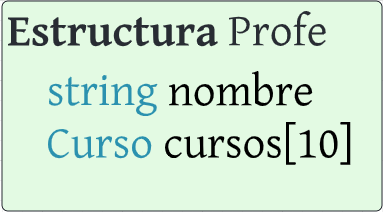 Estructura Profe
string nombre
Curso cursos[10]